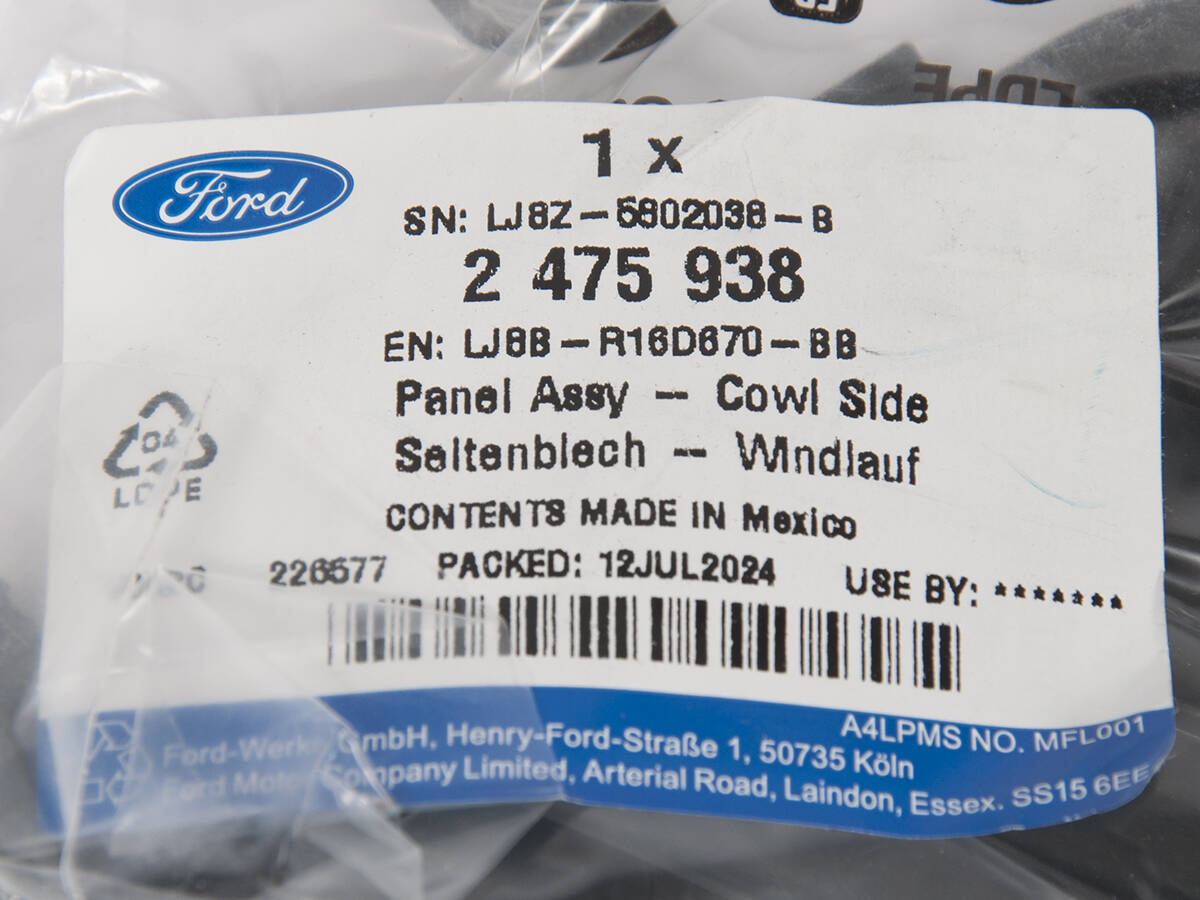 Ford
1 x
SN: LJ8Z-5802038-B
2 475 938
EN: LJ8B-R16D670-BB
Panel Assy -- Cowl Side
Seitenblech -- Windlauf
04
LDPE
CONTENTS MADE IN Mexico
226577 PACKED: 12JUL2024 USE BY: *******
A4LPMS NO. MFL001
Ford-Werke GmbH, Henry-Ford-Straße 1, 50735 Köln
Ford Motor Company Limited, Arterial Road, Laindon, Essex. SS15 6EE